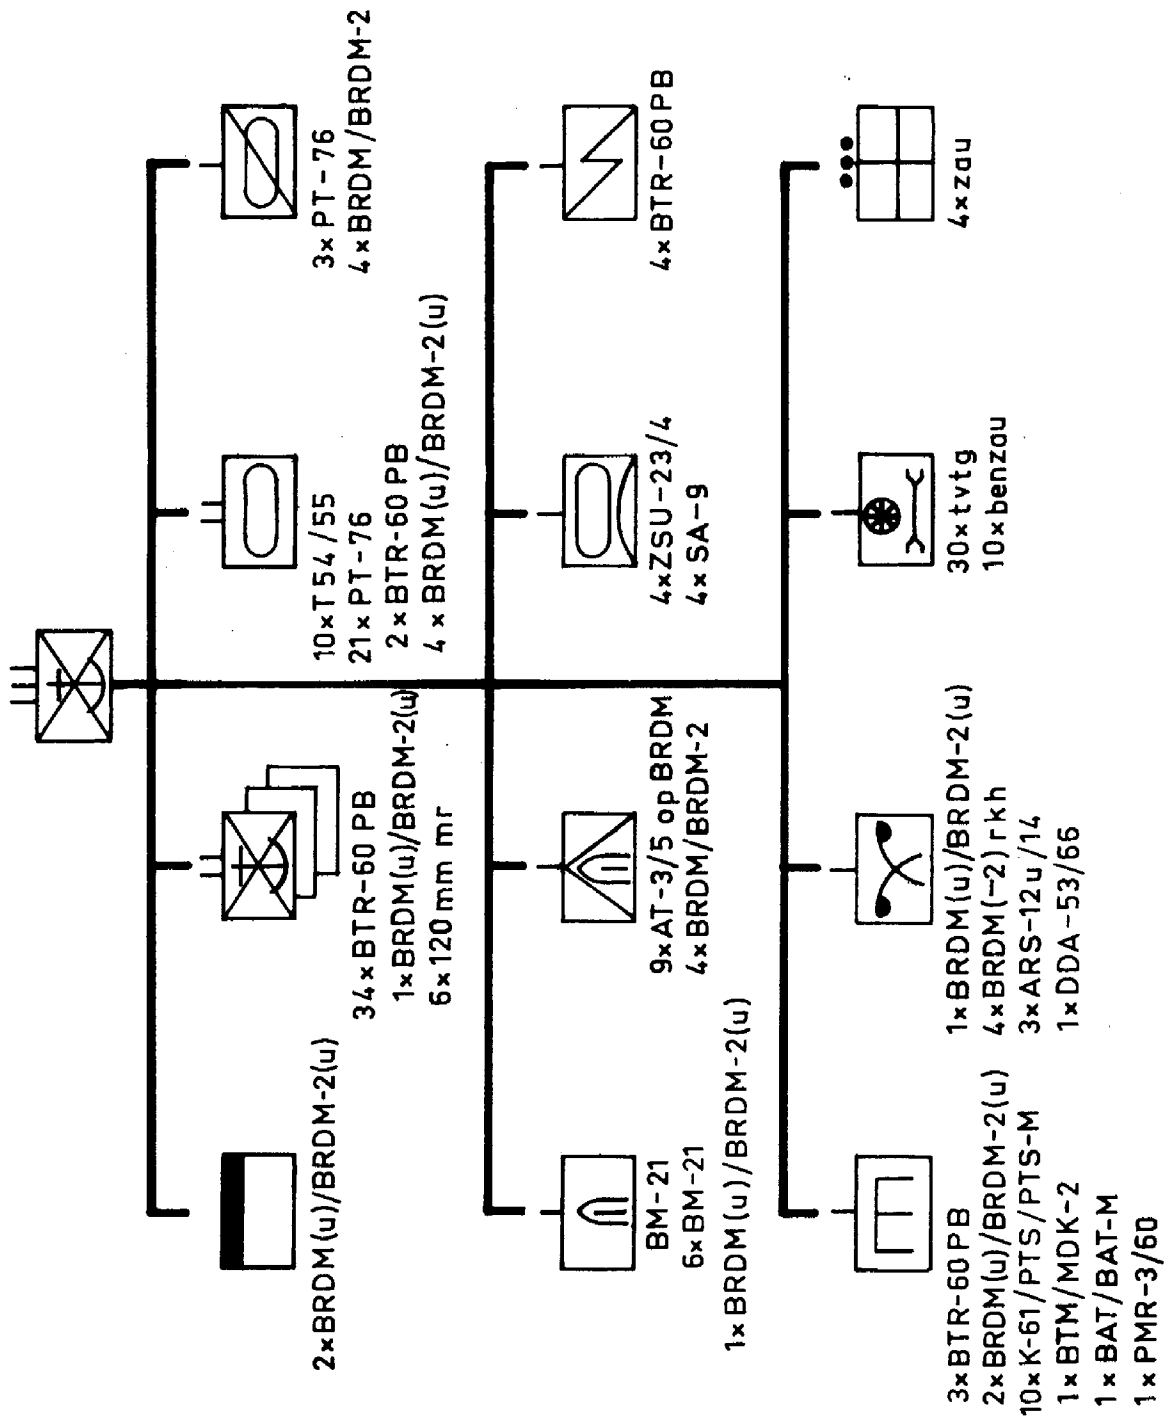 2×BRDM(u)/BRDM-2(u)
34×BTR-60 PB
1×BRDM(u)/BRDM-2(u)
6×120mm mr
10×T54/55
21×PT-76
2×BTR-60 PB
4×BRDM(u)/BRDM-2(u)
3×PT-76
4×BRDM/BRDM-2
BM-21
6×BM-21
1×BRDM(u)/BRDM-2(u)
9×AT-3/5 op BRDM
4×BRDM/BRDM-2
4×ZSU-23/4
4×SA-9
4×BTR-60 PB
3×BTR-60 PB
2×BRDM(u)/BRDM-2(u)
10×K-61/PTS/PTS-M
1×BTM/MDK-2
1×BAT/BAT-M
1×PMR-3/60
1×BRDM(u)/BRDM-2(u)
4×BRDM(-2) rkh
3×ARS-12u/14
1×DDA-53/66
30×tvtg
10×benzau
4×zau